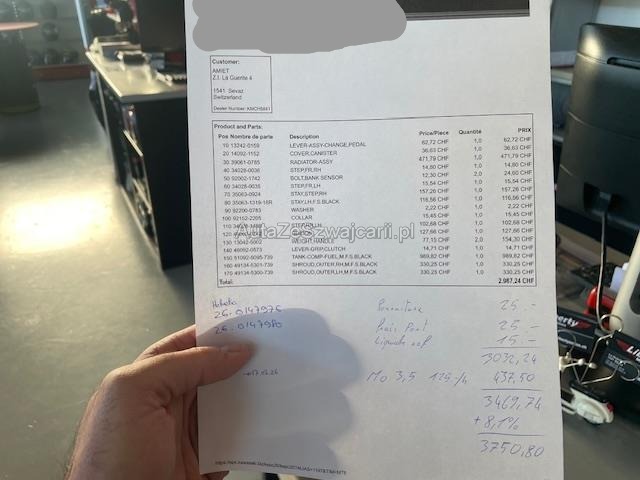 Customer:
AMIET
Z.I. La Guerite 4
1541 Sevaz
Switzerland
Dealer Number: KMCH5841
Product and Parts:
Pos Nombre de parte Description Price/Piece Quantité PRIX
10 13242-0159 LEVER-ASSY-CHANGE,PEDAL 62,72 CHF 1,0 62,72 CHF
20 14092-1152 COVER,CANISTER 36,63 CHF 1,0 36,63 CHF
30 39061-0785 RADIATOR-ASSY 471,79 CHF 1,0 471,79 CHF
40 34028-0036 STEP,FR,RH 14,80 CHF 1,0 14,80 CHF
50 92002-1742 BOLT,BANK SENSOR 12,30 CHF 2,0 24,60 CHF
60 34028-0035 STEP,FR,LH 15,54 CHF 1,0 15,54 CHF
70 35063-0924 STAY,STEP,RH 157,26 CHF 1,0 157,26 CHF
80 35063-1319-18R STAY,LH,F.S.BLACK 116,56 CHF 1,0 116,56 CHF
90 92200-0783 WASHER 2,22 CHF 1,0 2,22 CHF
100 92152-2205 COLLAR 15,45 CHF 1,0 15,45 CHF
110 102,68 CHF 1,0 102,68 CHF
120 127,66 CHF 1,0 127,66 CHF
130 13042-5002 WEIGHT,HANDLE 77,15 CHF 2,0 154,30 CHF
140 46092-0573 LEVER-GRIP,CLUTCH 14,71 CHF 1,0 14,71 CHF
150 51092-6095-739 TANK-COMP-FUEL,M.F.S.BLACK 989,82 CHF 1,0 989,82 CHF
160 49134-5301-739 SHROUD,OUTER,RH,M.F.S.BLACK 330,25 CHF 1,0 330,25 CHF
170 49134-5300-739 SHROUD,OUTER,LH,M.F.S.BLACK 330,25 CHF 1,0 330,25 CHF
Total: 2.987,24 CHF
AutaZeSzwajcarii.pl
26-0147976
26-0147980
25.-
Frais Port 25.-
15.-
3032,24
Mo 3,5 125/h 437,50
3469,74
+8,1%
3750,80